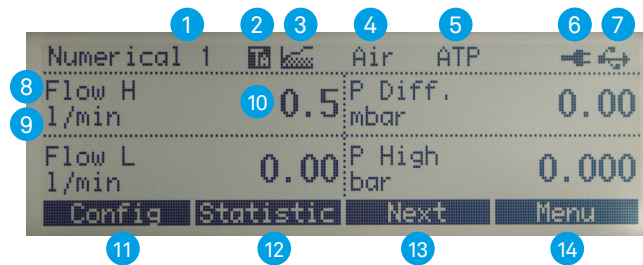 1 2 3 4 5 6 7
Numerical 1 Air ATP
8 Flow H 10 0.5 P Diff. 0.00
9 l/min mbar
Flow L 0.00 P High 0.000
l/min bar
Config Statistic Next Menu
11 12 13 14